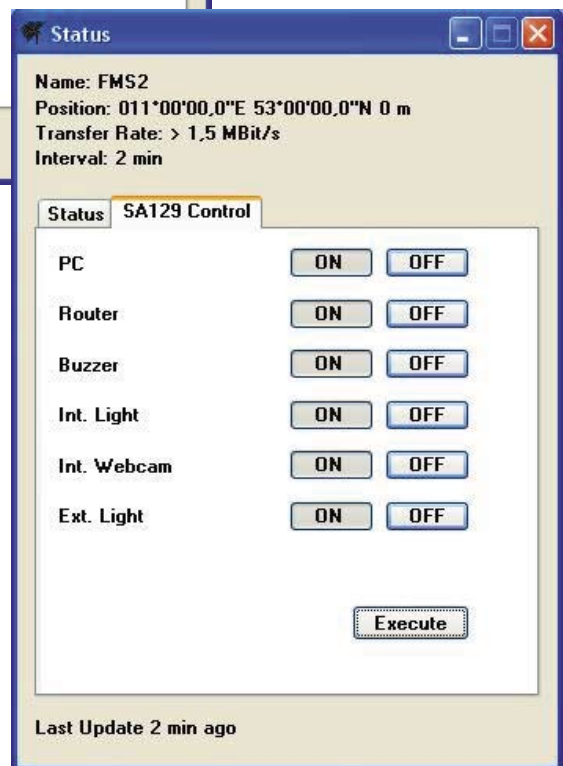 Status
Name: FMS2
Position: 011°00'00,0"E 53°00'00,0"N 0 m
Transfer Rate: > 1,5 MBit/s
Interval: 2 min
Status SA129 Control
PC ON OFF
Router ON OFF
Buzzer ON OFF
Int. Light ON OFF
Int. Webcam ON OFF
Ext. Light ON OFF
Execute
Last Update 2 min ago